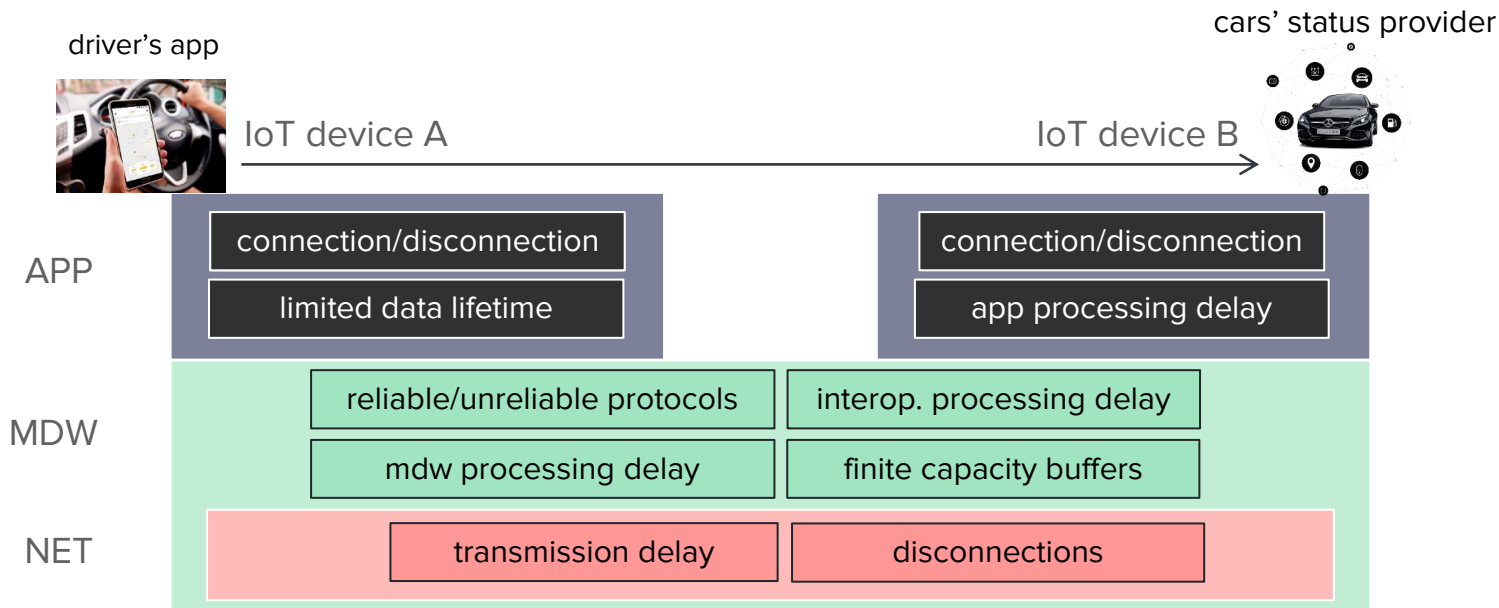 cars’ status provider
driver’s app
IoT device A
IoT device B
APP
connection/disconnection
connection/disconnection
limited data lifetime
app processing delay
MDW
reliable/unreliable protocols
interop. processing delay
mdw processing delay
finite capacity buffers
NET
transmission delay
disconnections